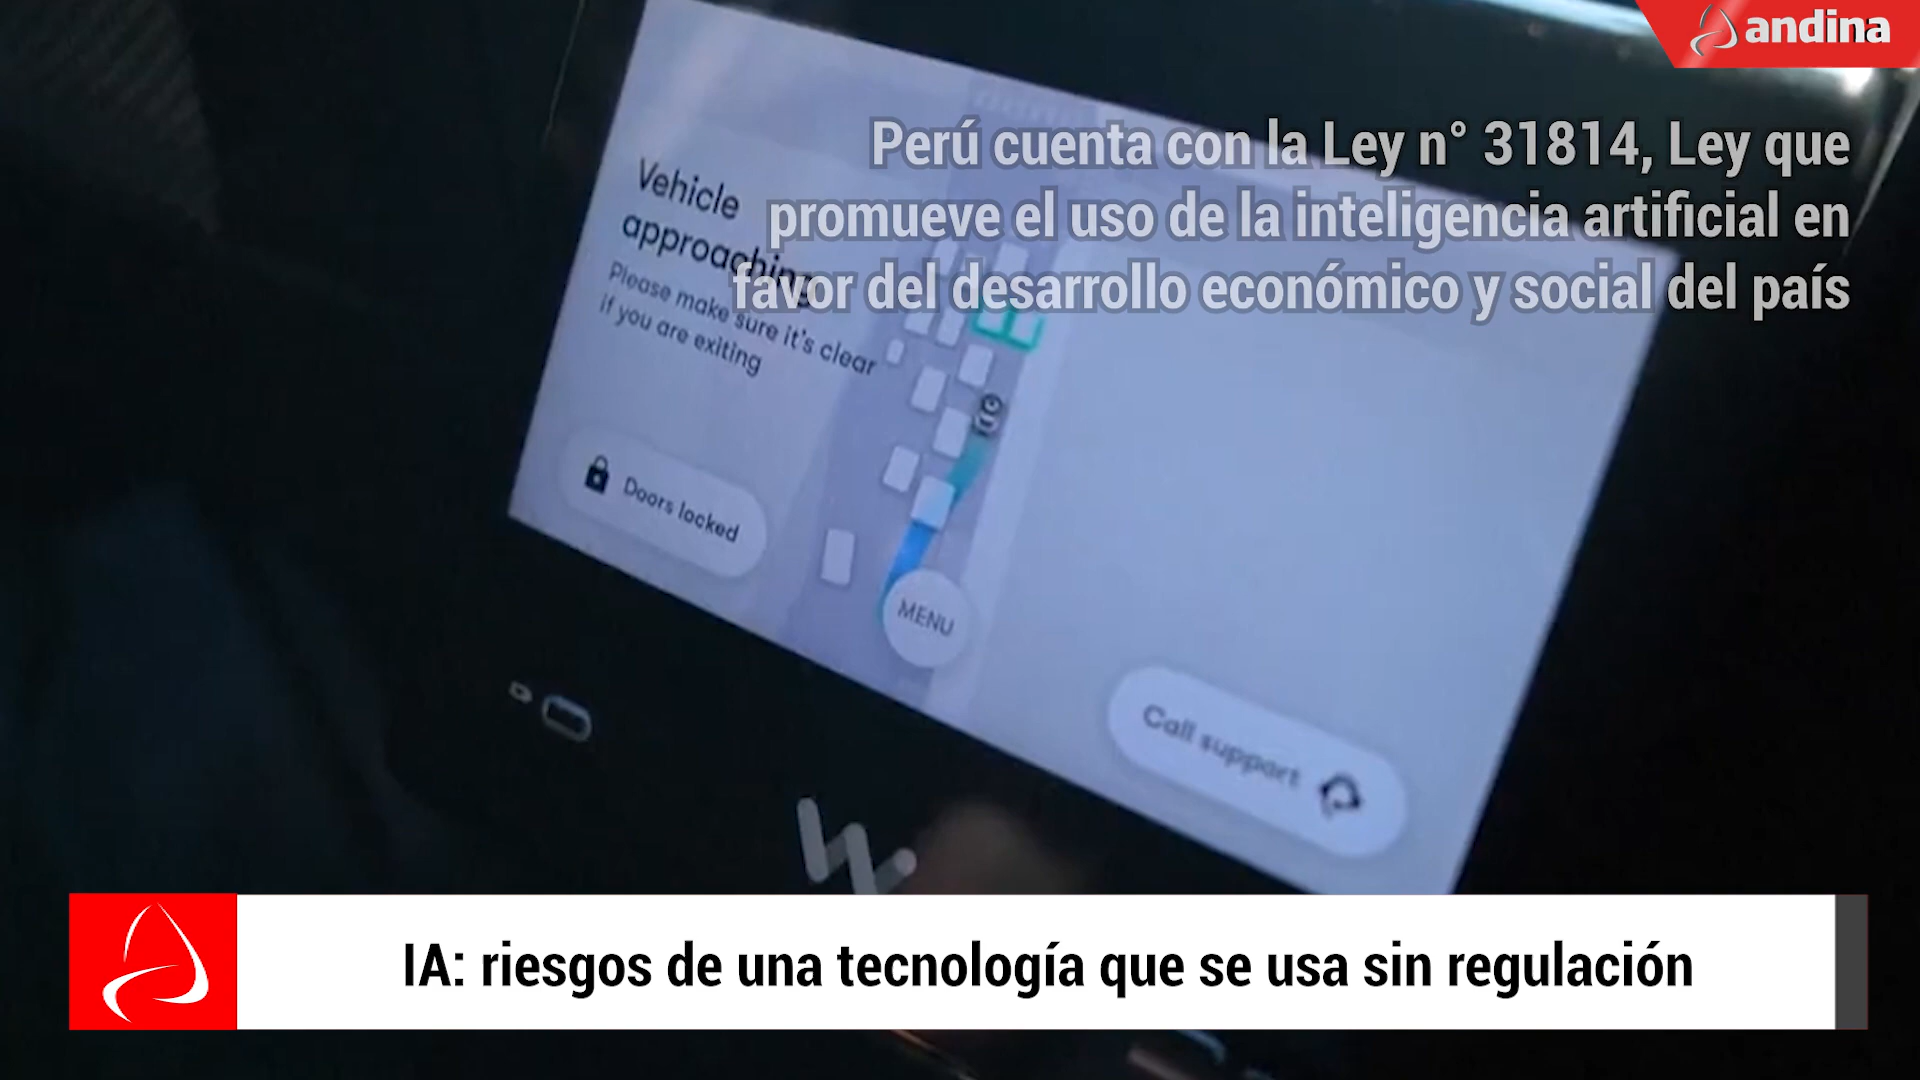 andina
Perú cuenta con la Ley n° 31814, Ley que
promueve el uso de la inteligencia artificial en
favor del desarrollo económico y social del país
Vehicle
approaching
Please make sure it's clear
if you are exiting
Doors locked
MENU
Call support
IA: riesgos de una tecnología que se usa sin regulación